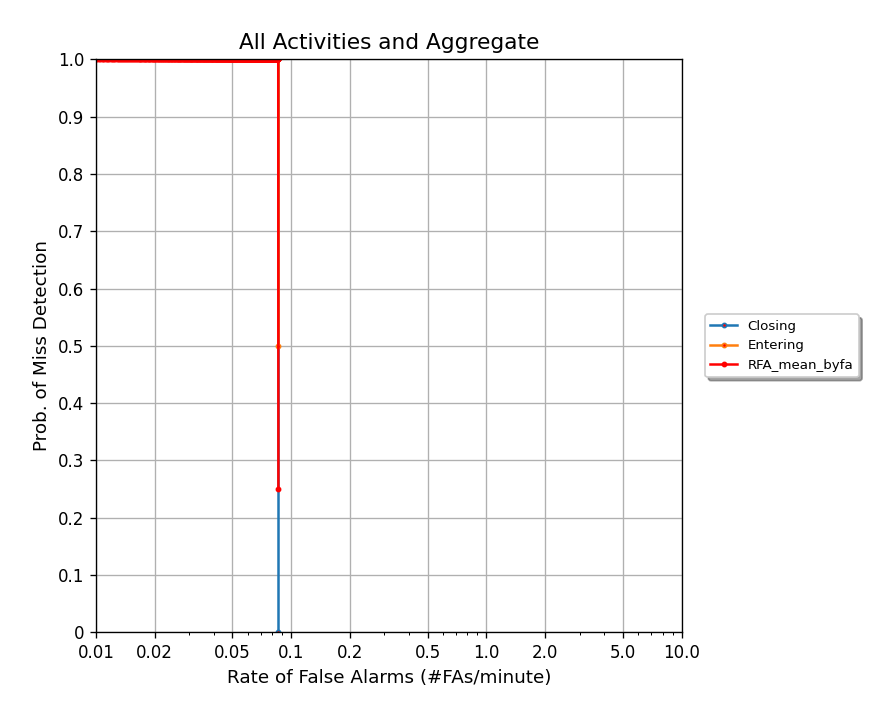 All Activities and Aggregate
1.0
0.9
0.8
0.7
0.6
0.5
0.4
0.3
0.2
0.1
0
Prob. of Miss Detection
0.01 0.02 0.05 0.1 0.2 0.5 1.0 2.0 5.0 10.0
Rate of False Alarms (#FAs/minute)
Closing
Entering
RFA_mean_byfa